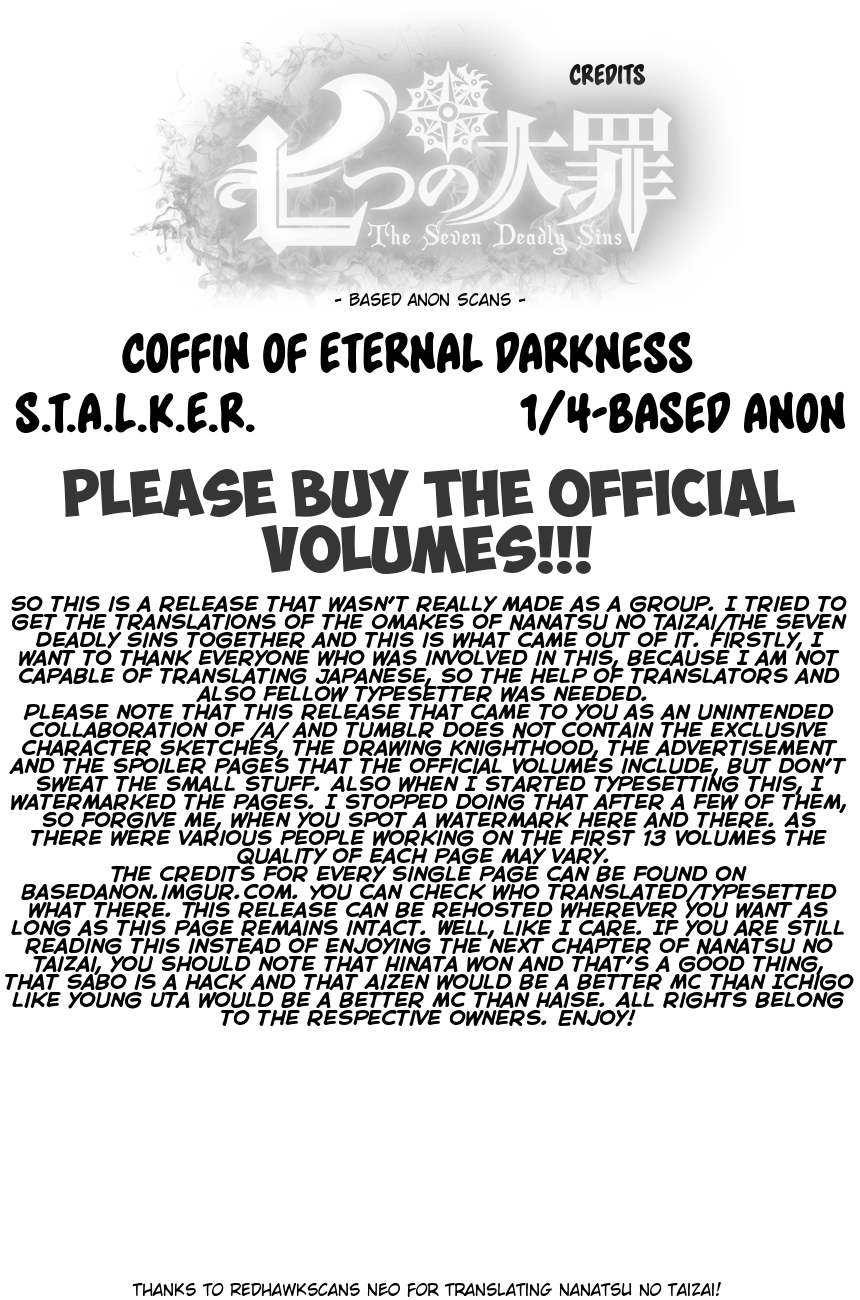 CREDITS
七つの大罪
The Seven Deadly Sins
- BASED ANON SCANS -
COFFIN OF ETERNAL DARKNESS
S.T.A.L.K.E.R. 1/4-BASED ANON
PLEASE BUY THE OFFICIAL
VOLUMES!!!
SO THIS IS A RELEASE THAT WASN'T REALLY MADE AS A GROUP. I TRIED TO
GET THE TRANSLATIONS OF THE OMAKES OF NANATSU NO TAIZAI/THE SEVEN
DEADLY SINS TOGETHER AND THIS IS WHAT CAME OUT OF IT. FIRSTLY, I
WANT TO THANK EVERYONE WHO WAS INVOLVED IN THIS, BECAUSE I AM NOT
CAPABLE OF TRANSLATING JAPANESE, SO THE HELP OF TRANSLATORS AND
ALSO FELLOW TYPESETTER WAS NEEDED.
PLEASE NOTE THAT THIS RELEASE THAT CAME TO YOU AS AN UNINTENDED
COLLABORATION OF /A/ AND TUMBLR DOES NOT CONTAIN THE EXCLUSIVE
CHARACTER SKETCHES, THE DRAWING KNIGHTHOOD, THE ADVERTISEMENT
AND THE SPOILER PAGES THAT THE OFFICIAL VOLUMES INCLUDE, BUT DON'T
SWEAT THE SMALL STUFF. ALSO WHEN I STARTED TYPESETTING THIS, I
WATERMARKED THE PAGES. I STOPPED DOING THAT AFTER A FEW OF THEM,
SO FORGIVE ME, WHEN YOU SPOT A WATERMARK HERE AND THERE. AS
THERE WERE VARIOUS PEOPLE WORKING ON THE FIRST 13 VOLUMES THE
QUALITY OF EACH PAGE MAY VARY.
THE CREDITS FOR EVERY SINGLE PAGE CAN BE FOUND ON
BASEDANON.IMGUR.COM. YOU CAN CHECK WHO TRANSLATED/TYPESETTED
WHAT THERE. THIS RELEASE CAN BE REHOSTED WHEREVER YOU WANT AS
LONG AS THIS PAGE REMAINS INTACT. WELL, LIKE I CARE. IF YOU ARE STILL
READING THIS INSTEAD OF ENJOYING THE NEXT CHAPTER OF NANATSU NO
TAIZAI, YOU SHOULD NOTE THAT HINATA WON AND THAT'S A GOOD THING,
THAT SABO IS A HACK AND THAT AIZEN WOULD BE A BETTER MC THAN ICHIGO
LIKE YOUNG UTA WOULD BE A BETTER MC THAN HAISE. ALL RIGHTS BELONG
TO THE RESPECTIVE OWNERS. ENJOY!
THANKS TO REDHAWKSCANS NEO FOR TRANSLATING NANATSU NO TAIZAI!